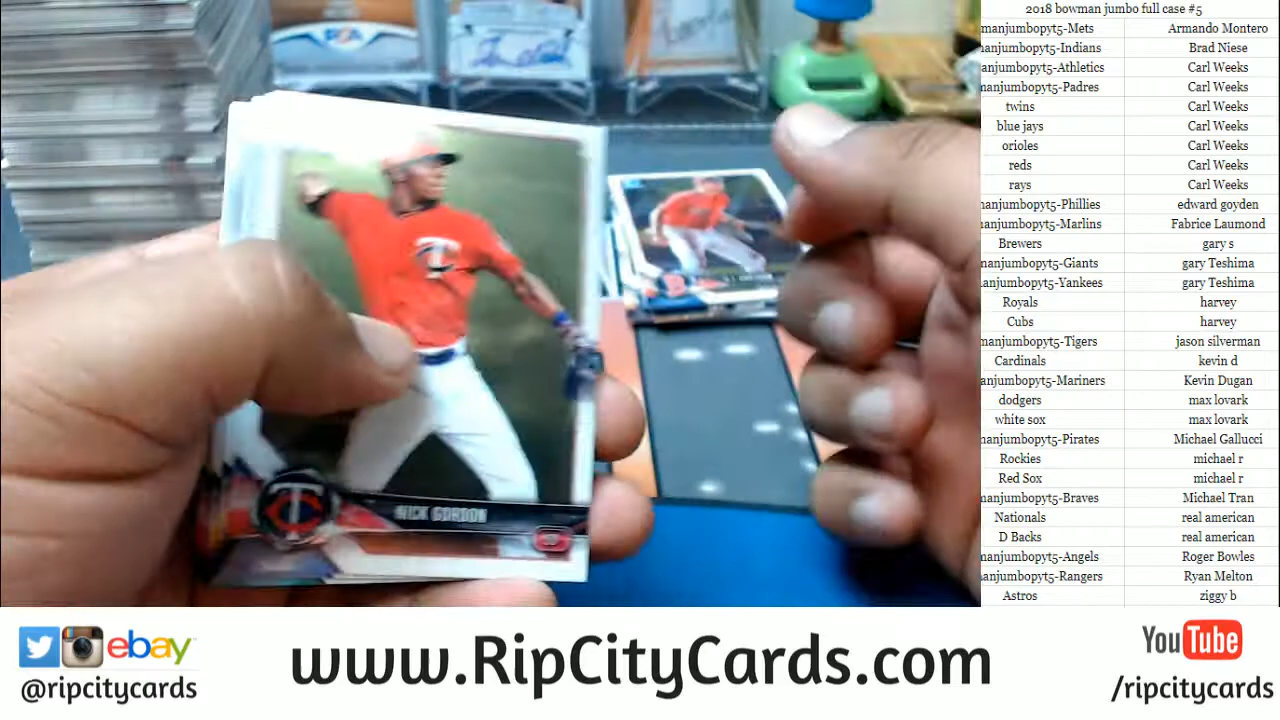 2018 bowman jumbo full case #5
manjumbopyt5-Mets Armando Montero
manjumbopyt5-Indians Brad Niese
anjumbopyt5-Athletics Carl Weeks
manjumbopyt5-Padres Carl Weeks
twins Carl Weeks
blue jays Carl Weeks
orioles Carl Weeks
reds Carl Weeks
rays Carl Weeks
manjumbopyt5-Phillies edward goyden
manjumbopyt5-Marlins Fabrice Laumond
Brewers gary s
manjumbopyt5-Giants gary Teshima
manjumbopyt5-Yankees gary Teshima
Royals harvey
Cubs harvey
manjumbopyt5-Tigers jason silverman
Cardinals kevin d
anjumbopyt5-Mariners Kevin Dugan
dodgers max lovark
white sox max lovark
manjumbopyt5-Pirates Michael Gallucci
Rockies michael r
Red Sox michael r
manjumbopyt5-Braves Michael Tran
Nationals real american
D Backs real american
manjumbopyt5-Angels Roger Bowles
manjumbopyt5-Rangers Ryan Melton
Astros ziggy b
T
TC
NICK GORDON
ebay
@ripcitycards
www.RipCityCards.com
YouTube
/ripcitycards